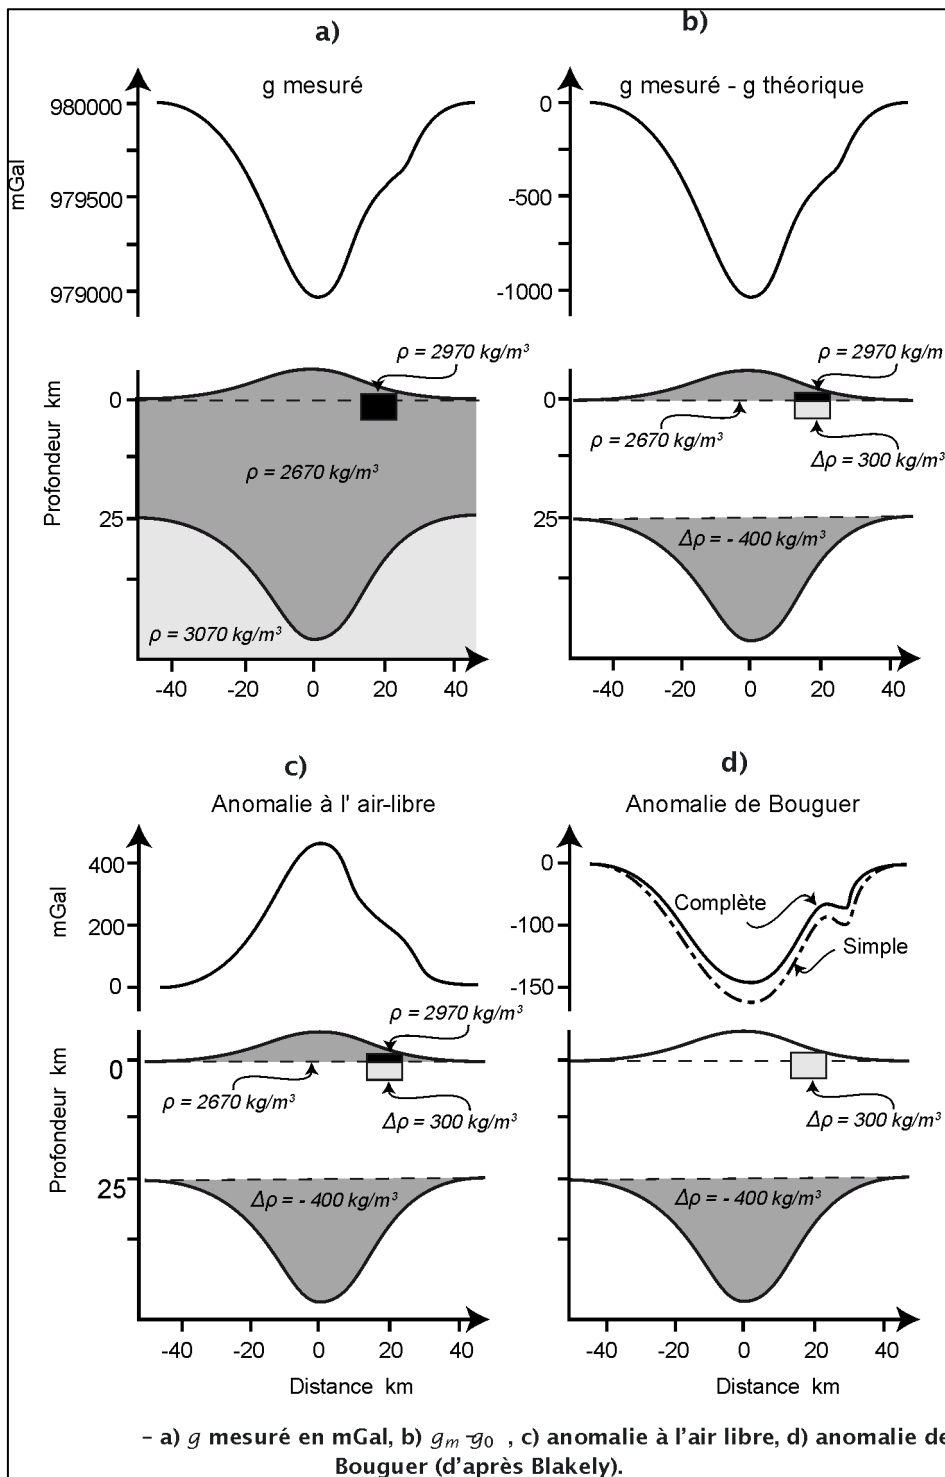 a)
g mesuré
980000
979500
979000
mGal
ρ = 2970 kg/m³
0
ρ = 2670 kg/m³
25
ρ = 3070 kg/m³
Profondeur km
-40 -20 0 20 40
b)
g mesuré - g théorique
0
-500
-1000
ρ = 2970 kg/m
0
ρ = 2670 kg/m³
Δρ = 300 kg/m³
25
Δρ = - 400 kg/m³
-40 -20 0 20 40
c)
Anomalie à l' air-libre
400
200
0
mGal
ρ = 2970 kg/m³
0
ρ = 2670 kg/m³
Δρ = 300 kg/m³
25
Δρ = - 400 kg/m³
Profondeur km
-40 -20 0 20 40
Distance km
d)
Anomalie de Bouguer
0
-100
-150
Complète
Simple
Δρ = 300 kg/m³
Δρ = - 400 kg/m³
-40 -20 0 20 40
Distance km
– a) g mesuré en mGal, b) gm-g0 , c) anomalie à l'air libre, d) anomalie de
Bouguer (d'après Blakely).